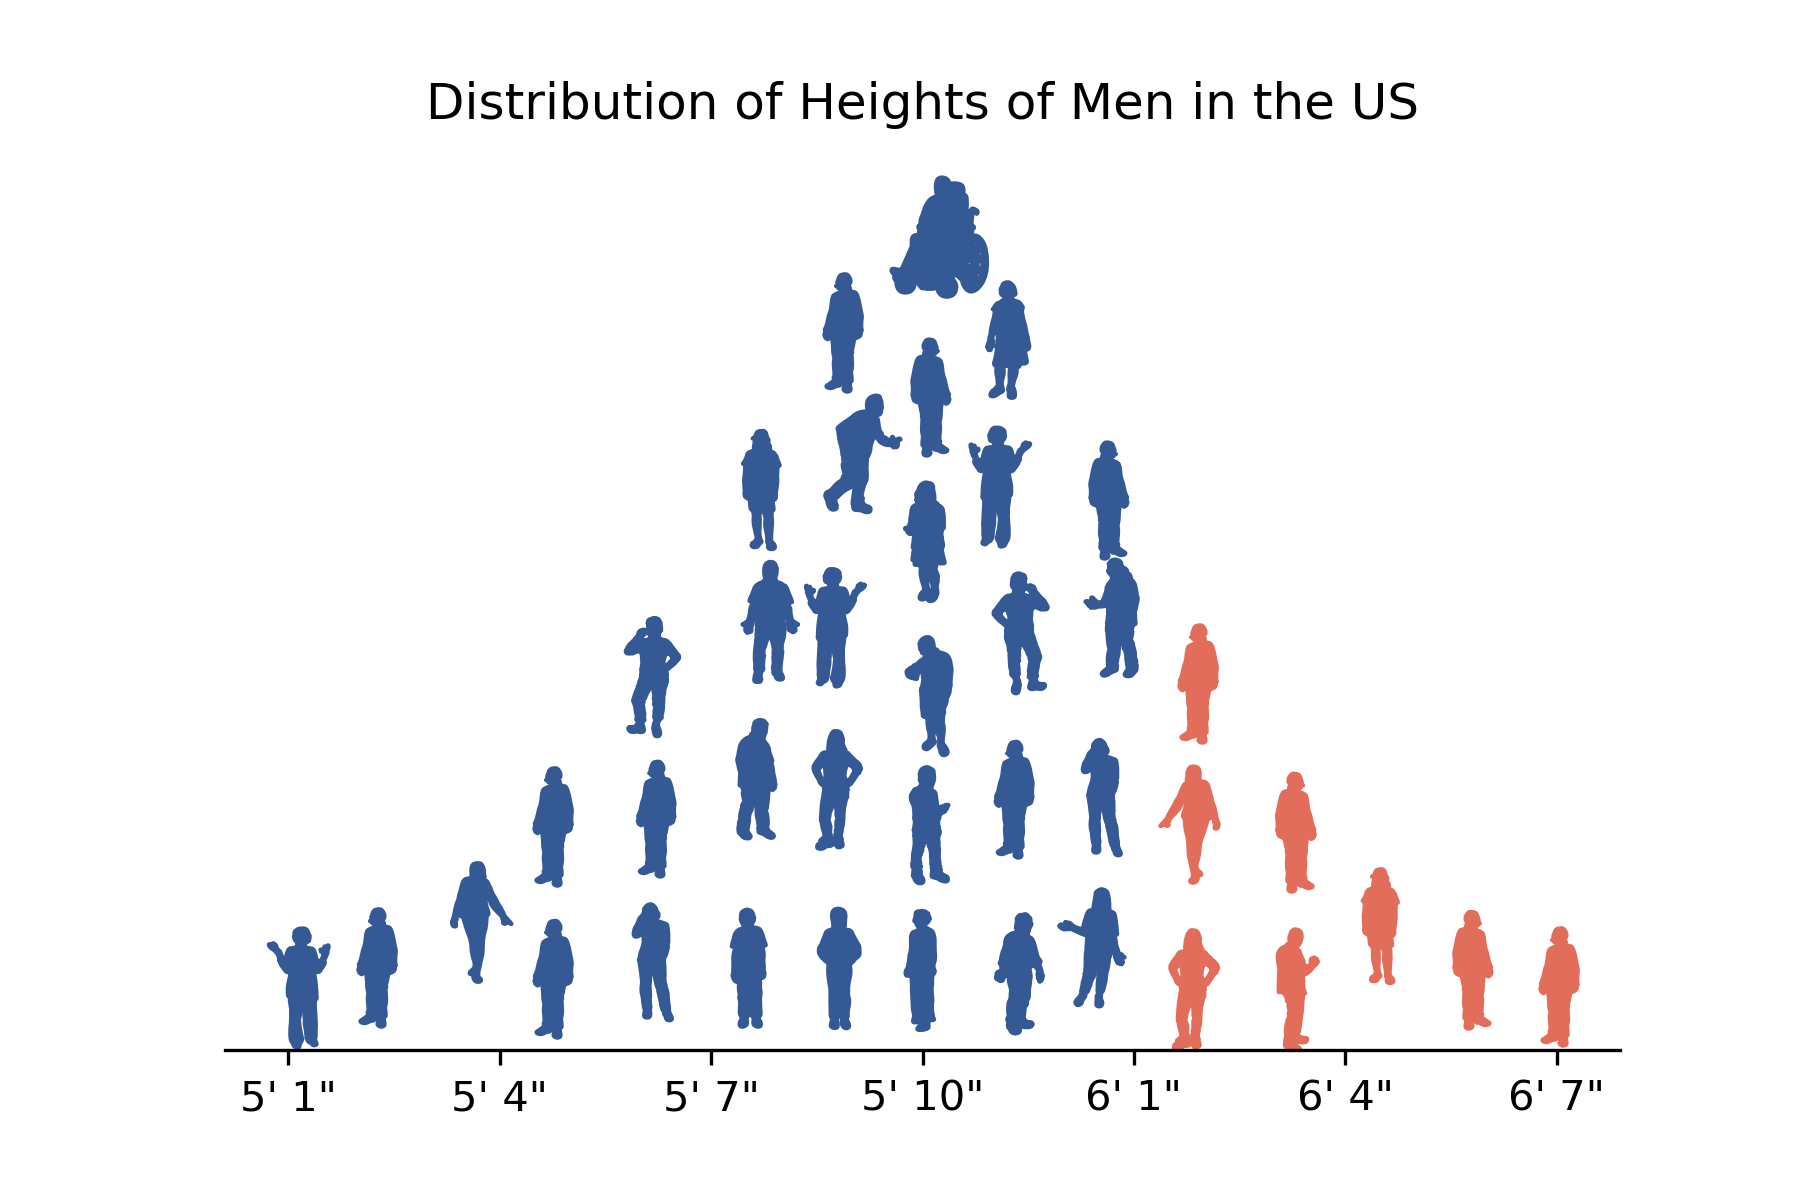 Distribution of Heights of Men in the US
5' 1" 5' 4" 5' 7" 5' 10" 6' 1" 6' 4" 6' 7"